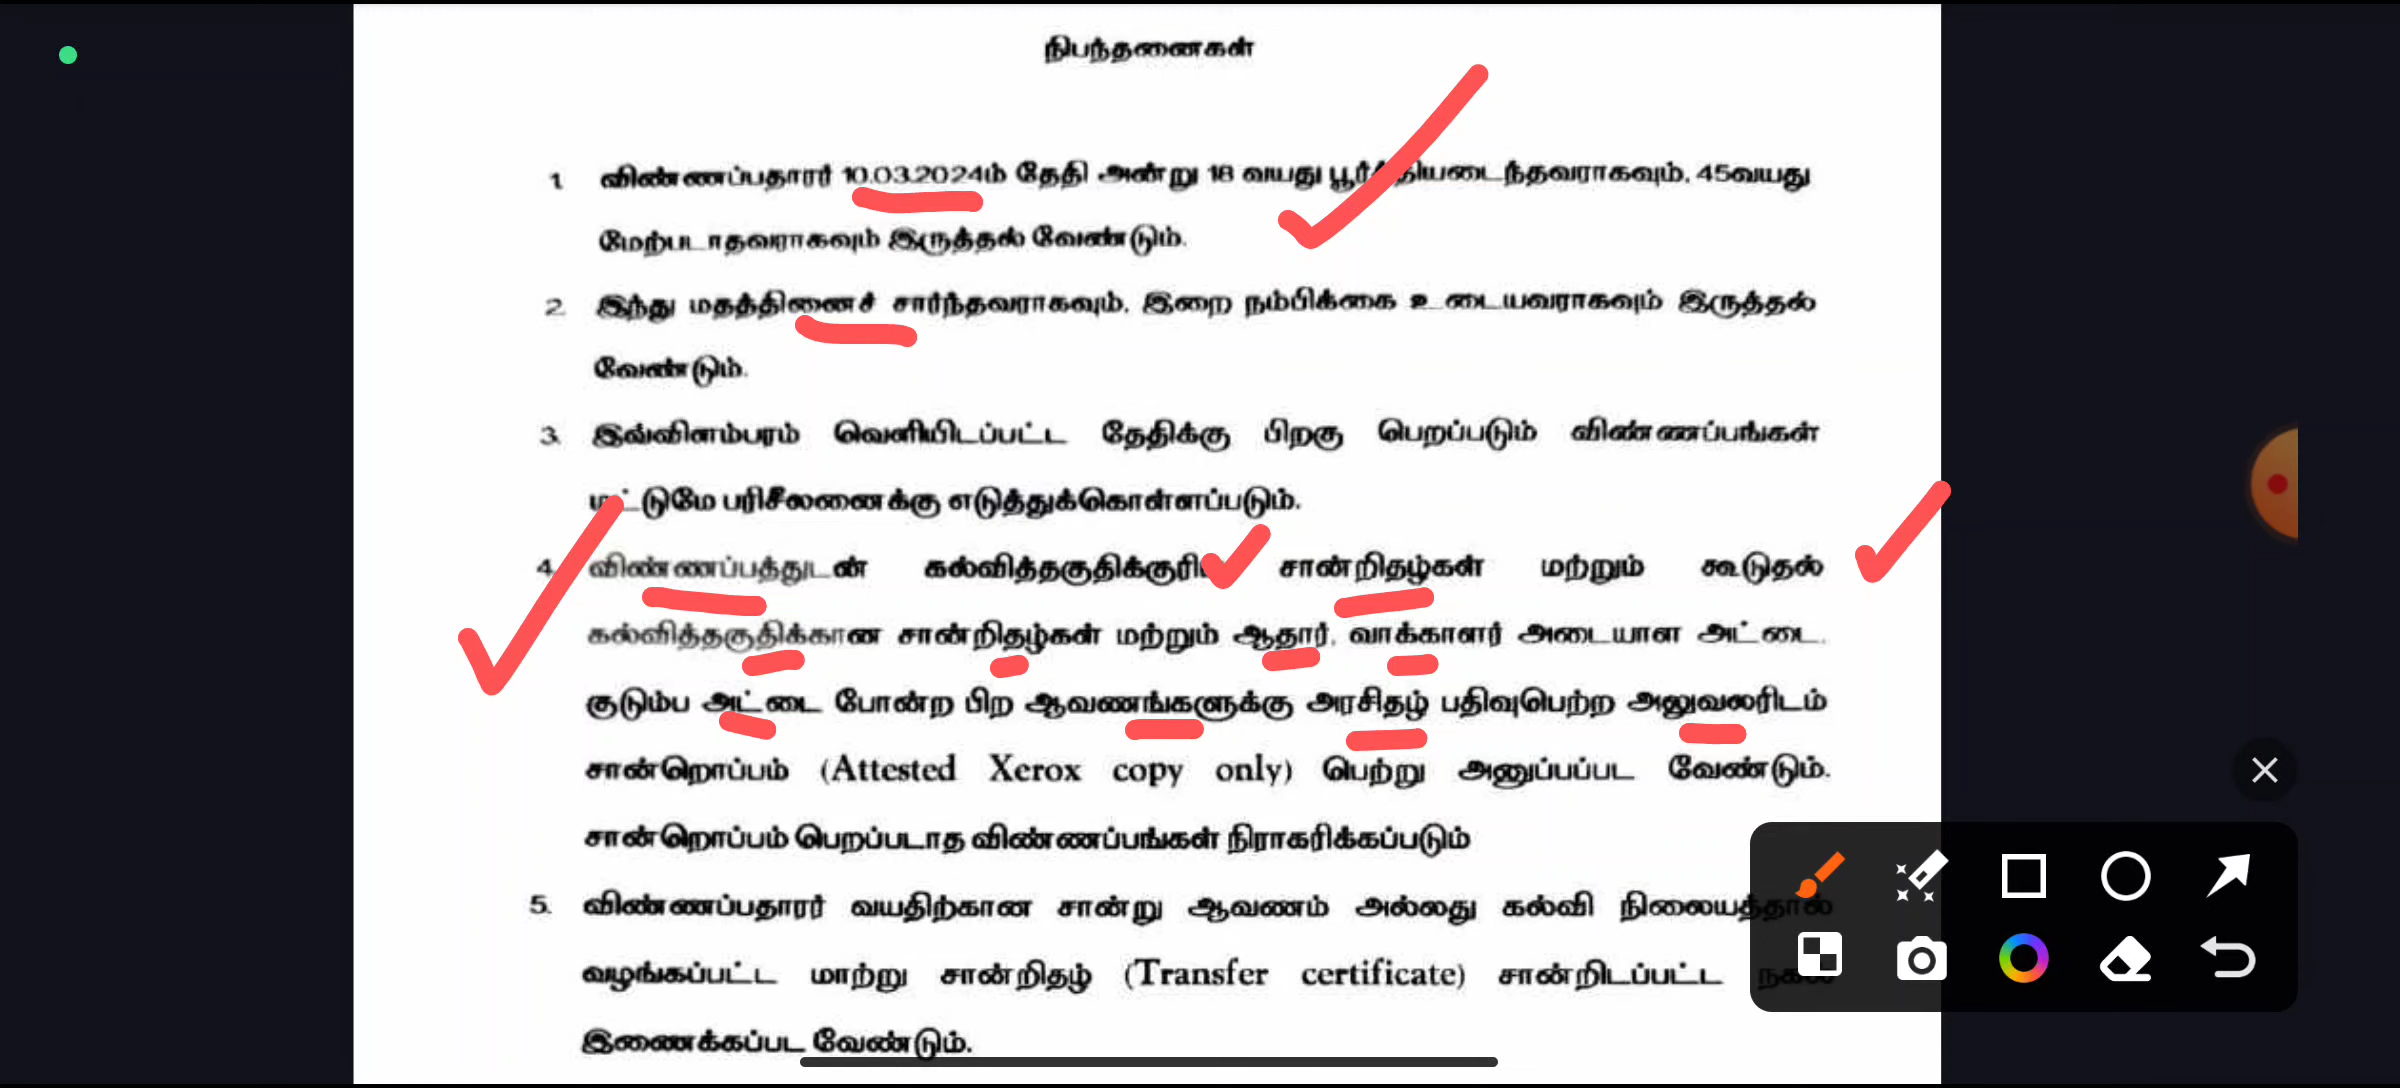 நிபந்தனைகள்
1. விண்ணப்பதாரர் 10.03.2024ம் தேதி அன்று 18 வயது பூர்த்தியடைந்தவராகவும், 45வயது
மேற்படாதவராகவும் இருத்தல் வேண்டும்.
2. இந்து மதத்தினைச் சார்ந்தவராகவும், இறை நம்பிக்கை உடையவராகவும் இருத்தல்
வேண்டும்.
3. இவ்விளம்பரம் வெளியிடப்பட்ட தேதிக்கு பிறகு பெறப்படும் விண்ணப்பங்கள்
மட்டுமே பரிசீலனைக்கு எடுத்துக்கொள்ளப்படும்.
4. விண்ணப்பத்துடன் கல்வித்தகுதிக்குரிய சான்றிதழ்கள் மற்றும் கூடுதல்
கல்வித்தகுதிக்கான சான்றிதழ்கள் மற்றும் ஆதார், வாக்காளர் அடையாள அட்டை,
குடும்ப அட்டை போன்ற பிற ஆவணங்களுக்கு அரசிதழ் பதிவுபெற்ற அலுவலரிடம்
சான்றொப்பம் (Attested Xerox copy only) பெற்று அனுப்பப்பட வேண்டும்.
சான்றொப்பம் பெறப்படாத விண்ணப்பங்கள் நிராகரிக்கப்படும்
5. விண்ணப்பதாரர் வயதிற்கான சான்று ஆவணம் அல்லது கல்வி நிலையத்தால்
வழங்கப்பட்ட மாற்று சான்றிதழ் (Transfer certificate) சான்றிடப்பட்ட நகல்
இணைக்கப்பட வேண்டும்.